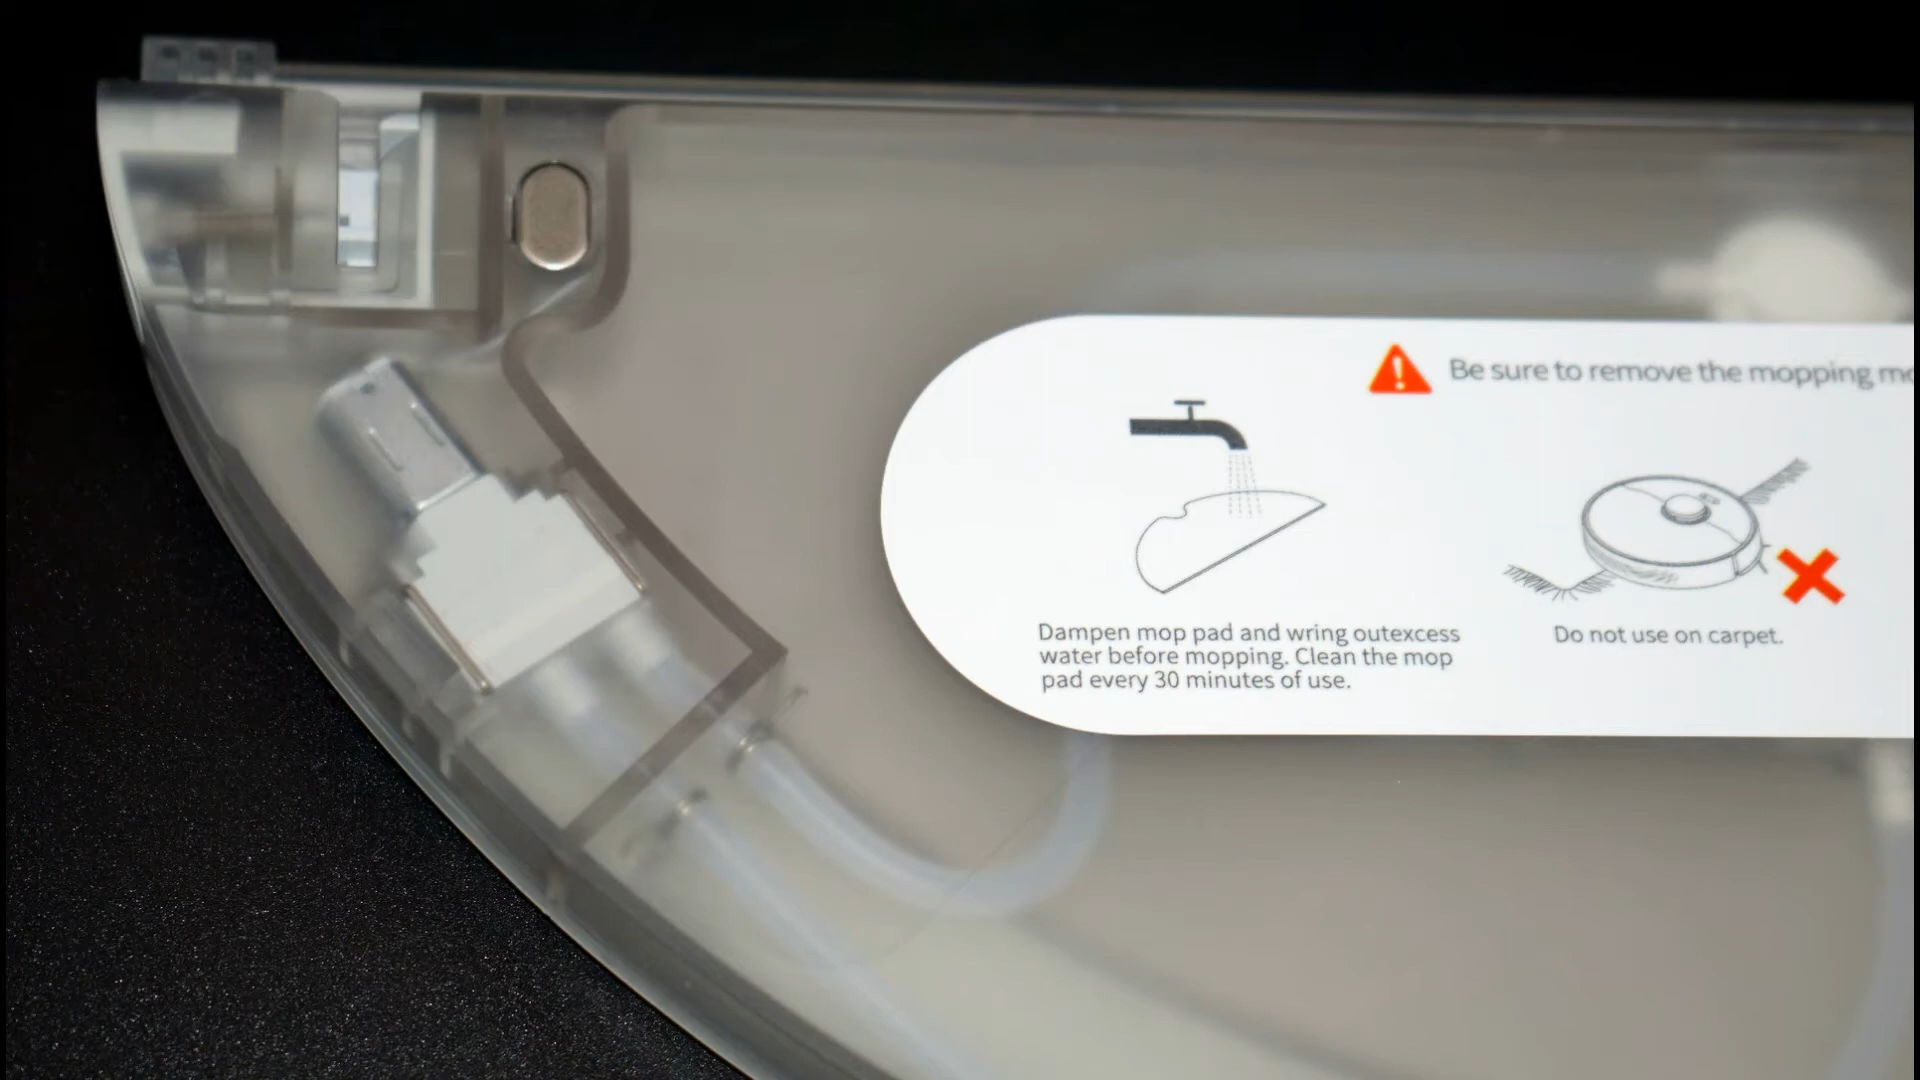 Be sure to remove the mopping
Dampen mop pad and wring outexcess
water before mopping. Clean the mop
pad every 30 minutes of use.
Do not use on carpet.